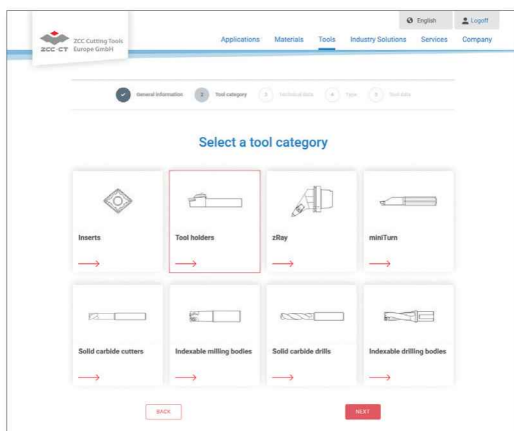 English
Logoff
ZCC Cutting Tools
Europe GmbH
ZCC-CT
Applications Materials Tools Industry Solutions Services Company
General information 2 Tool category 3 Technical data 4 Type 5 Tool data
Select a tool category
Inserts
Tool holders
zRay
miniTurn
Solid carbide cutters
Indexable milling bodies
Solid carbide drills
Indexable drilling bodies
BACK
NEXT